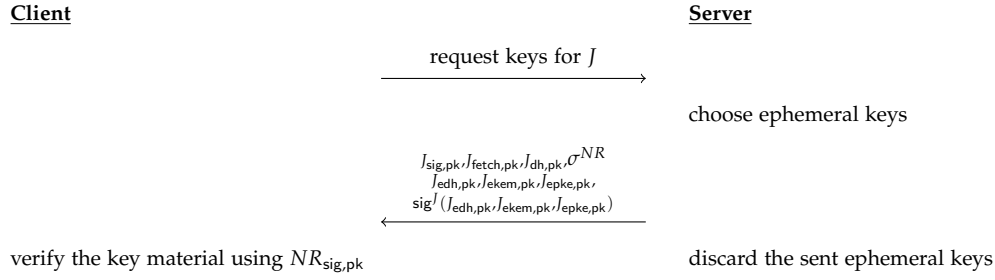 Client Server
request keys for J
choose ephemeral keys
J_sig,pk,J_fetch,pk,J_dh,pk,σ^NR
J_edh,pk,J_ekem,pk,J_epke,pk,
sig^J(J_edh,pk,J_ekem,pk,J_epke,pk)
verify the key material using NR_sig,pk discard the sent ephemeral keys